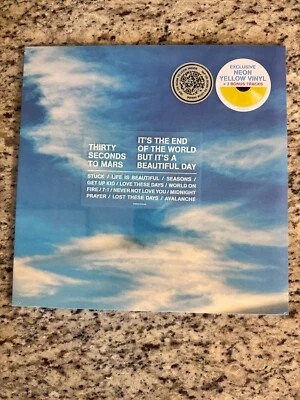 EXCLUSIVE
NEON
YELLOW VINYL
+ 3 BONUS TRACKS
THIRTY
SECONDS
TO MARS
IT'S THE END
OF THE WORLD
BUT IT'S A
BEAUTIFUL DAY
STUCK / LIFE IS BEAUTIFUL / SEASONS /
GET UP KID / LOVE THESE DAYS / WORLD ON
FIRE / 7:1 / NEVER NOT LOVE YOU / MIDNIGHT
PRAYER / LOST THESE DAYS / AVALANCHE